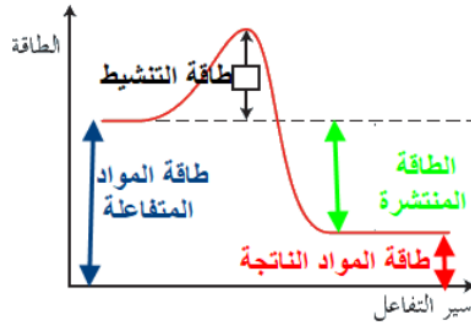 الطاقة
طاقة التنشيط
طاقة المواد
المتفاعلة
الطاقة
المنتشرة
طاقة المواد الناتجة
سير التفاعل